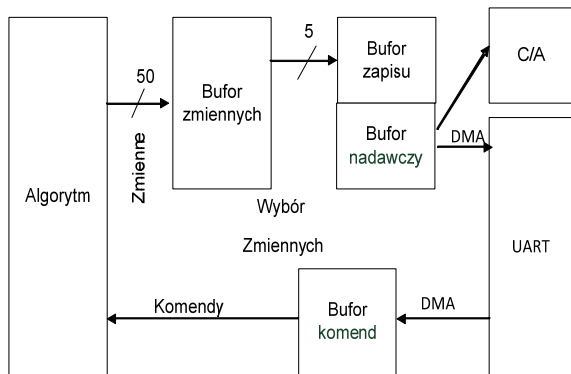 5
50
Zmienne
Algorytm
Bufor
zmiennych
Bufor
zapisu
Bufor
nadawczy
C/A
DMA
UART
Wybór
Zmiennych
Komendy
Bufor
komend
DMA